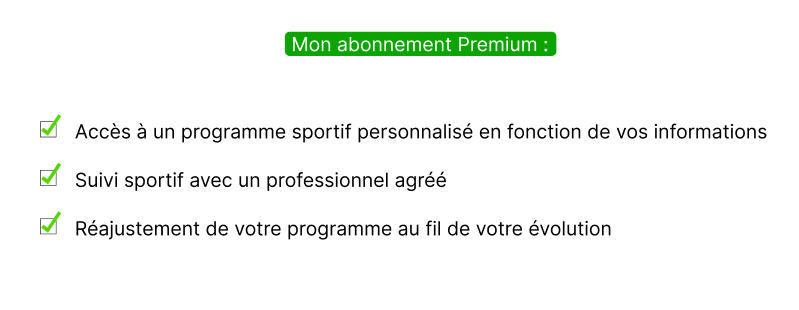 Mon abonnement Premium :
Accès à un programme sportif personnalisé en fonction de vos informations
Suivi sportif avec un professionnel agréé
Réajustement de votre programme au fil de votre évolution